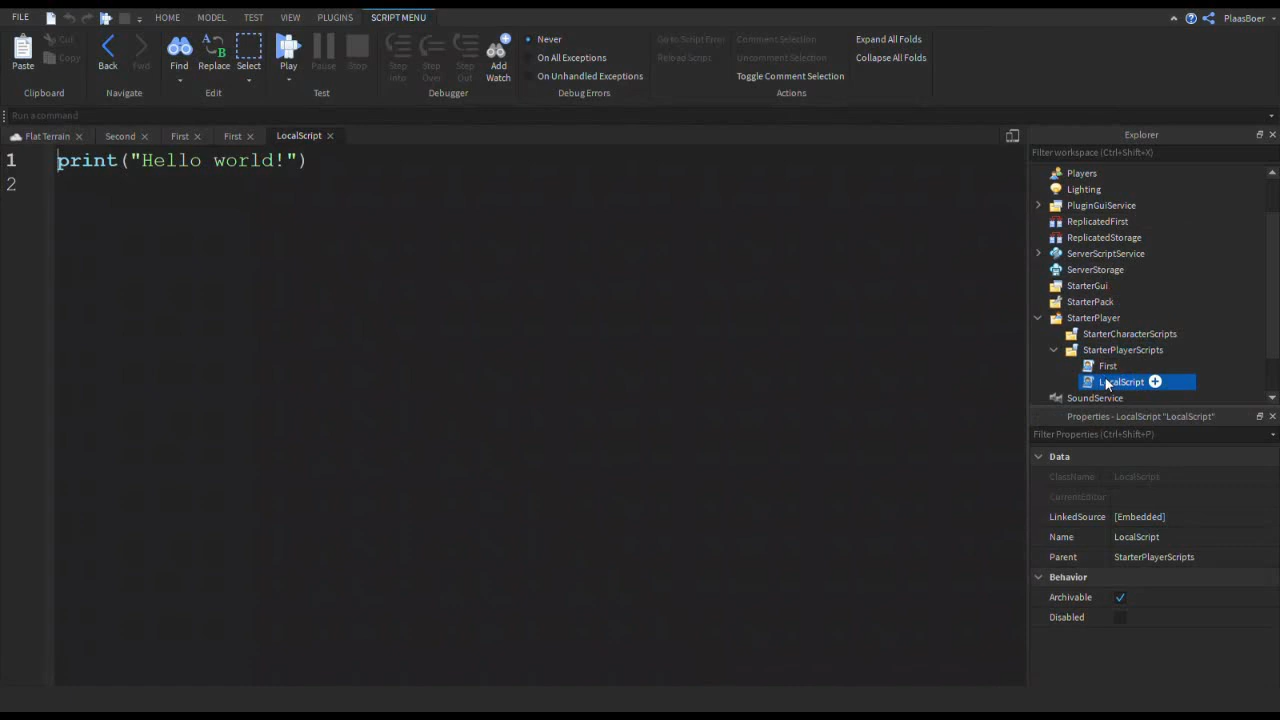 FILE HOME MODEL TEST VIEW PLUGINS SCRIPT MENU PlaasBoer
Paste Cut Copy Back Fwd Find Replace Select Play Pause Stop Step Into Step Over Step Out Add Watch
Never Go to Script Error Comment Selection Expand All Folds
On All Exceptions Reload Script Uncomment Selection Collapse All Folds
On Unhandled Exceptions Toggle Comment Selection
Clipboard Navigate Edit Test Debugger Debug Errors Actions
Run a command
Flat Terrain Second First First LocalScript
1 print("Hello world!")
2
Explorer
Filter workspace (Ctrl+Shift+X)
Players
Lighting
PluginGuiService
ReplicatedFirst
ReplicatedStorage
ServerScriptService
ServerStorage
StarterGui
StarterPack
StarterPlayer
StarterCharacterScripts
StarterPlayerScripts
First
LocalScript
SoundService
Properties - LocalScript "LocalScript"
Filter Properties (Ctrl+Shift+P)
Data
ClassName LocalScript
CurrentEditor
LinkedSource [Embedded]
Name LocalScript
Parent StarterPlayerScripts
Behavior
Archivable
Disabled